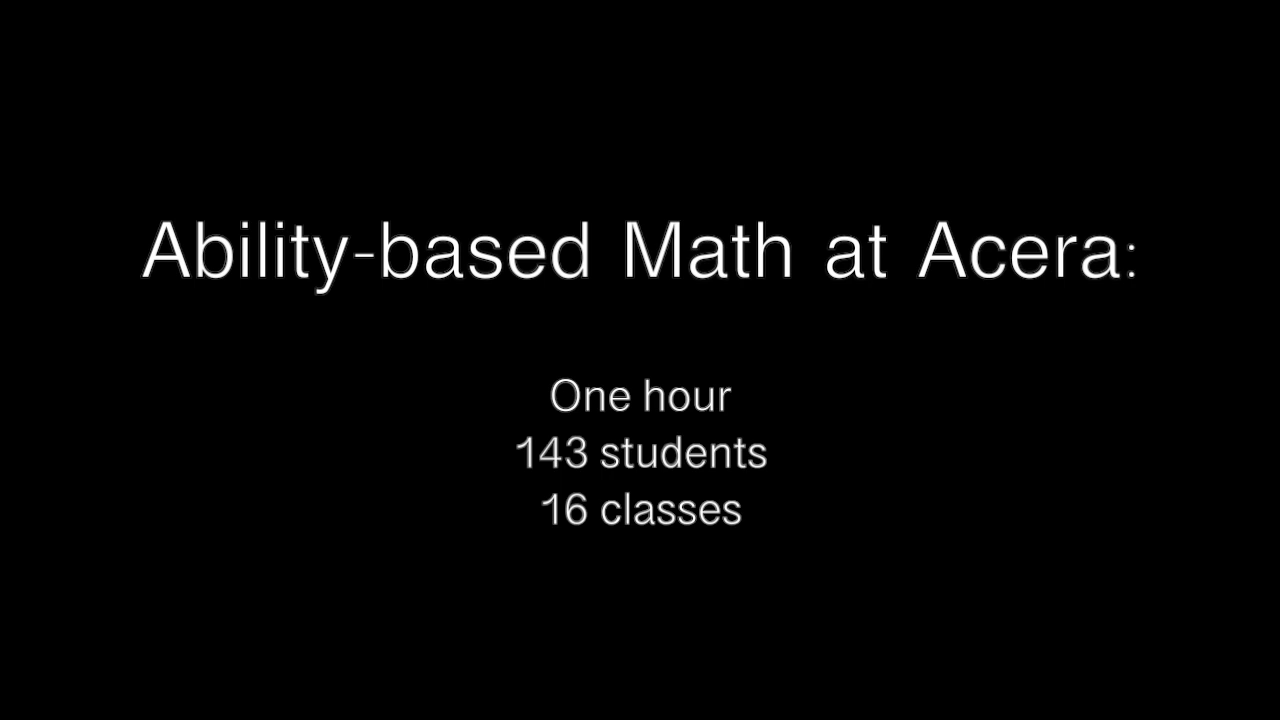 Ability-based Math at Acera:
One hour
143 students
16 classes